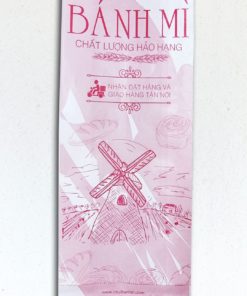 BÁNH MÌ
CHẤT LƯỢNG HẢO HẠNG
NHẬN ĐẶT HÀNG VÀ
GIAO HÀNG TẬN NƠI